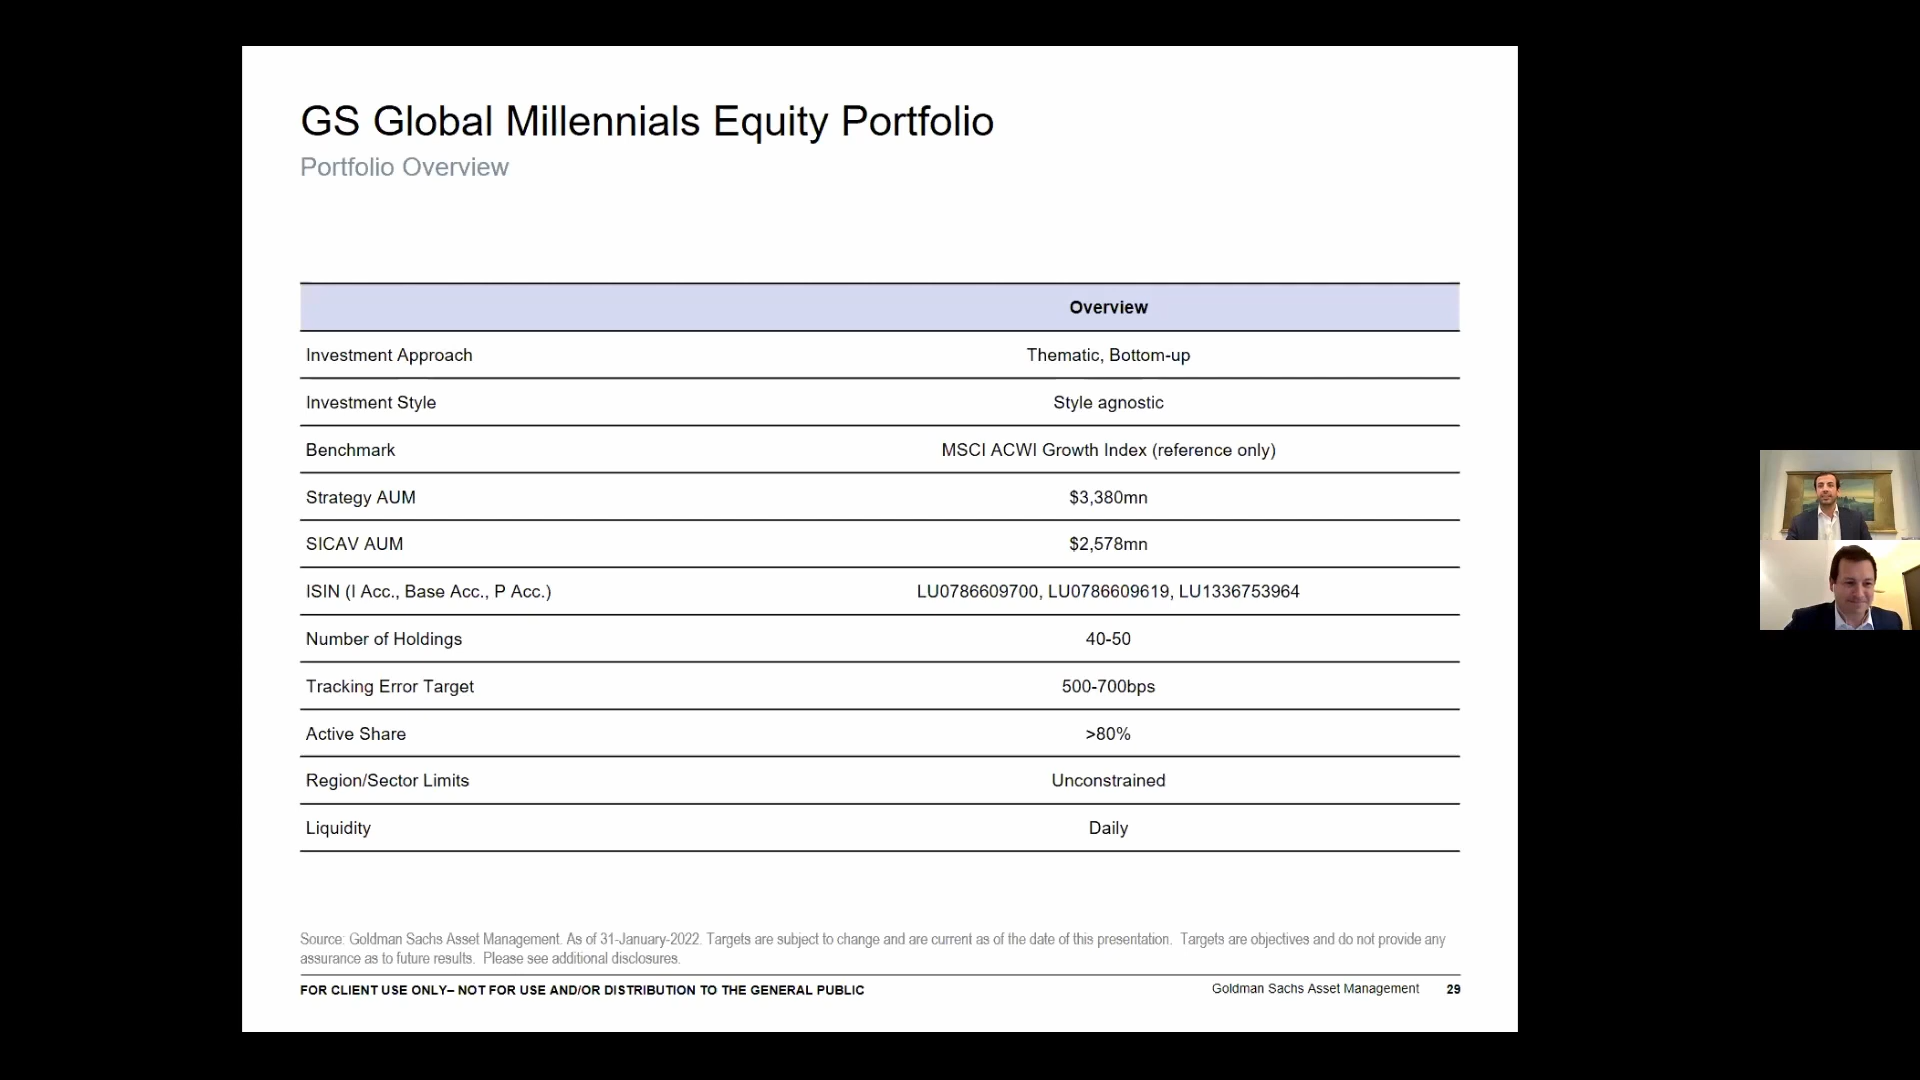 GS Global Millennials Equity Portfolio
Portfolio Overview
Overview
Investment Approach Thematic, Bottom-up
Investment Style Style agnostic
Benchmark MSCI ACWI Growth Index (reference only)
Strategy AUM $3,380mn
SICAV AUM $2,578mn
ISIN (I Acc., Base Acc., P Acc.) LU0786609700, LU0786609619, LU1336753964
Number of Holdings 40-50
Tracking Error Target 500-700bps
Active Share >80%
Region/Sector Limits Unconstrained
Liquidity Daily
Source: Goldman Sachs Asset Management. As of 31-January-2022. Targets are subject to change and are current as of the date of this presentation. Targets are objectives and do not provide any
assurance as to future results. Please see additional disclosures.
FOR CLIENT USE ONLY– NOT FOR USE AND/OR DISTRIBUTION TO THE GENERAL PUBLIC
Goldman Sachs Asset Management 29